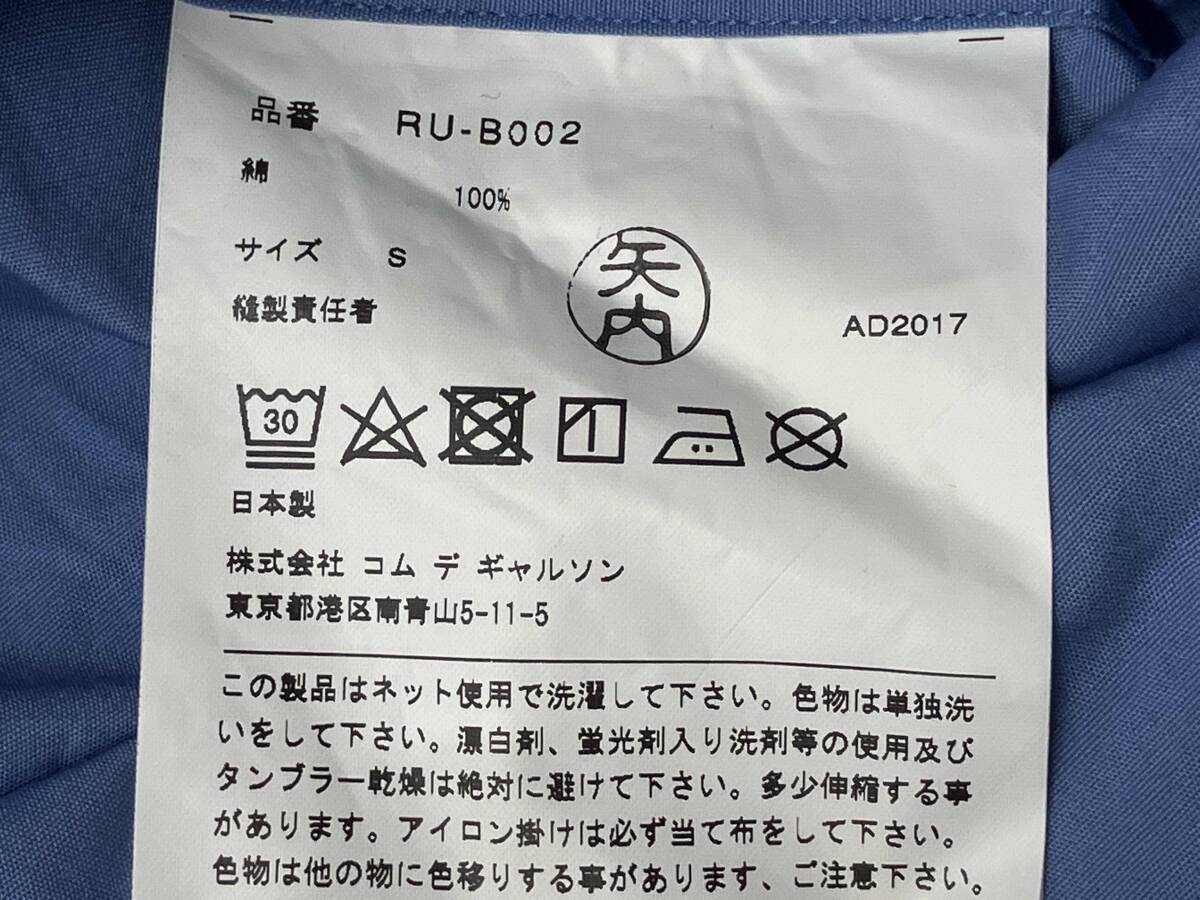 品番 RU-B002
綿
100%
サイズ S
矢内
縫製責任者
AD2017
30
日本製
株式会社 コム デ ギャルソン
東京都港区南青山5-11-5
この製品はネット使用で洗濯して下さい。色物は単独洗
いをして下さい。漂白剤、蛍光剤入り洗剤等の使用及び
タンブラー乾燥は絶対に避けて下さい。多少伸縮する事
があります。アイロン掛けは必ず当て布をして下さい。
色物は他の物に色移りする事があります、ご注意下さい。